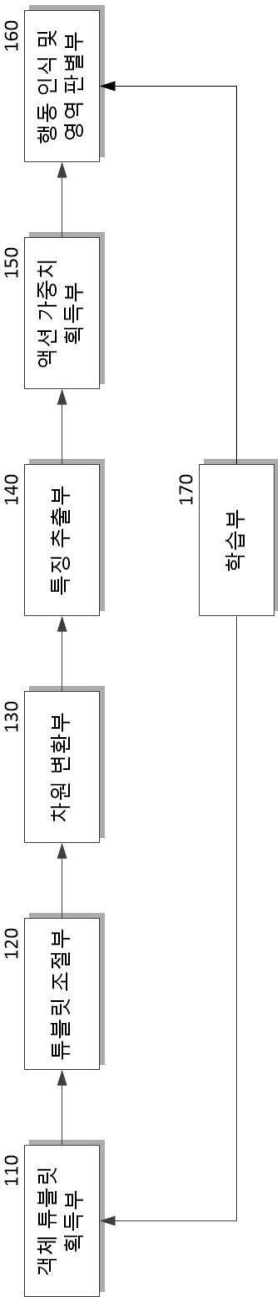 110
객체 튜블릿
획득부
120
튜블릿 조절부
130
차원 변환부
140
특징 추출부
150
액션 가중치
획득부
160
행동 인식 및
영역 판별부
170
학습부